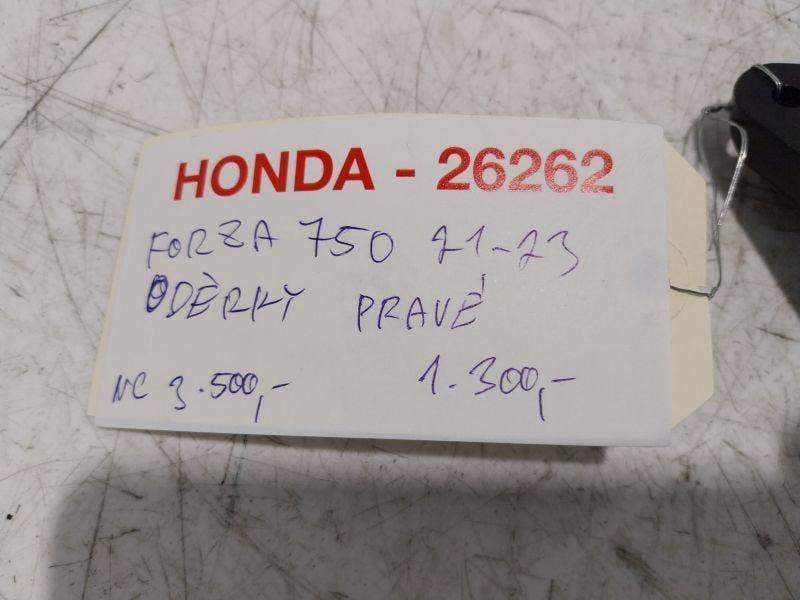 HONDA - 26262
FORZA 750 21-23
ODĚRKY PRAVÉ
NC 3.500,- 1.300,-